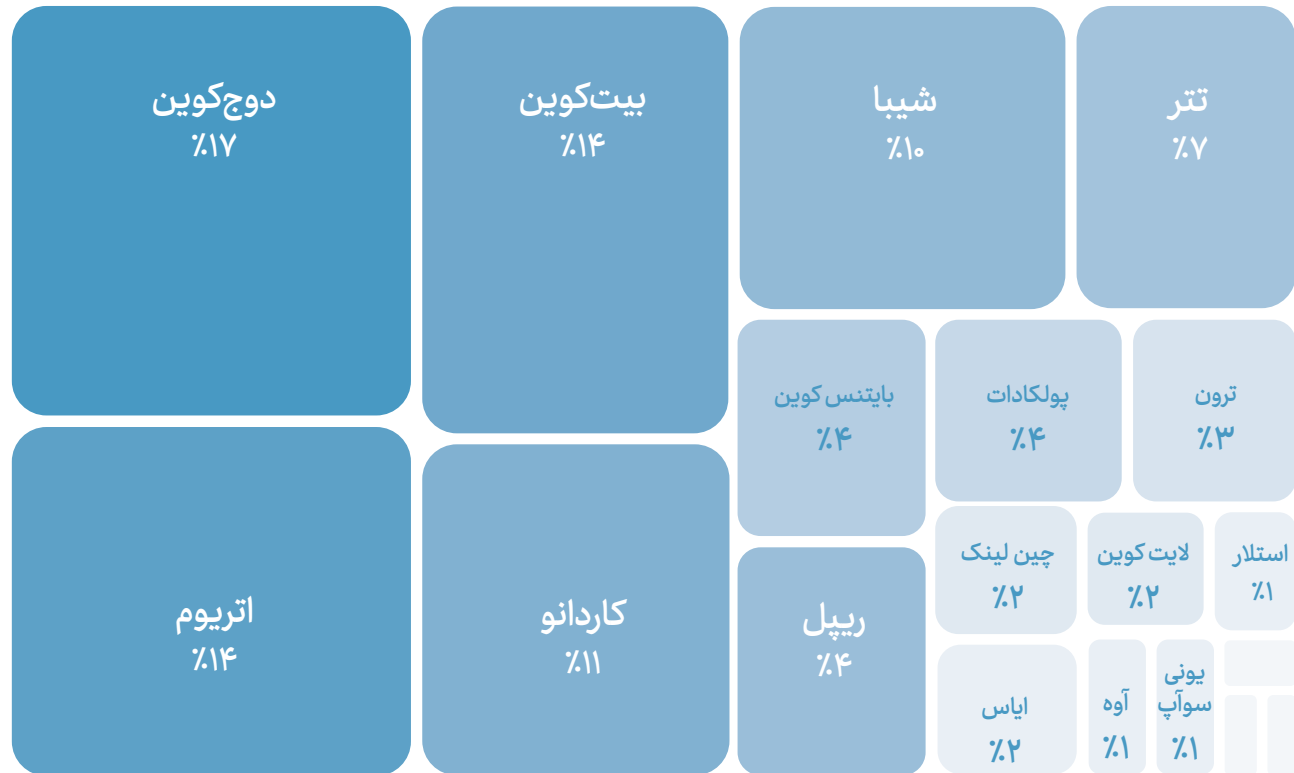 دوج‌کوین
٪۱۷
بیت‌کوین
٪۱۴
شیبا
٪۱۰
تتر
٪۷
بایتنس کوین
٪۴
پولکادات
٪۴
ترون
٪۳
اتریوم
٪۱۴
کاردانو
٪۱۱
ریپل
٪۴
چین لینک
٪۲
لایت کوین
٪۲
استلار
٪۱
ایاس
٪۲
آوه
٪۱
یونی
سوآپ
٪۱